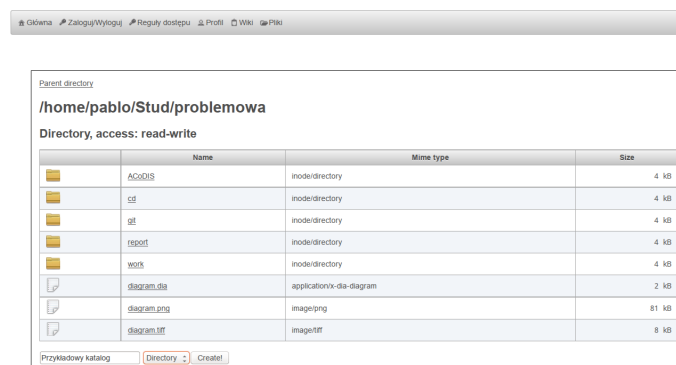 Główna Zaloguj/Wyloguj Reguły dostępu Profil Wiki Pliki
Parent directory
/home/pablo/Stud/problemowa
Directory, access: read-write
Name Mime type Size
ACoDIS inode/directory 4 kB
cd inode/directory 4 kB
git inode/directory 4 kB
report inode/directory 4 kB
work inode/directory 4 kB
diagram.dia application/x-dia-diagram 2 kB
diagram.png image/png 81 kB
diagram.tiff image/tiff 8 kB
Przykładowy katalog Directory Create!